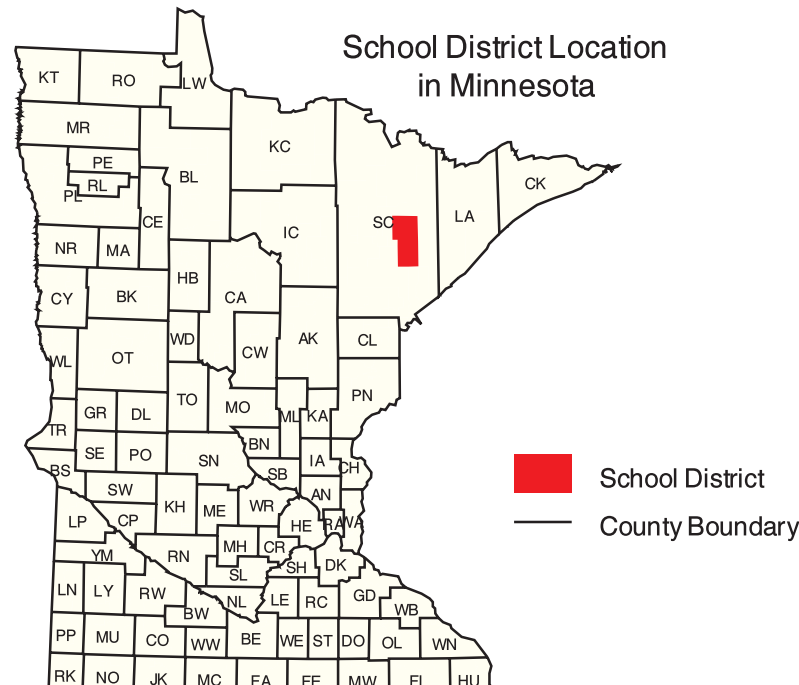 School District Location
in Minnesota
KT
RO
LW
MR
KC
PE
BL
RL
PL
CK
CE
SC
LA
IC
NR
MA
HB
CY
BK
CA
WD
AK
CL
CW
WL
OT
PN
TO
MO
GR
DL
ML
KA
TR
BN
SE
PO
SN
IA
CH
BS
SB
SW
AN
KH
ME
WR
LP
CP
HE
RA
WA
MH
CR
YM
RN
SH
DK
SL
LN
LY
RW
NL
LE
RC
GD
WB
BW
PP
MU
CO
WW
BE
WE
ST
DO
OL
WN
RK
NO
JK
MC
FA
FE
MW
FL
HU
School District
County Boundary